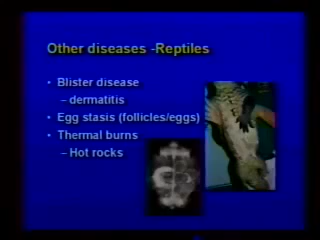 Other diseases -Reptiles
• Blister disease
– dermatitis
• Egg stasis (follicles/eggs)
• Thermal burns
– Hot rocks